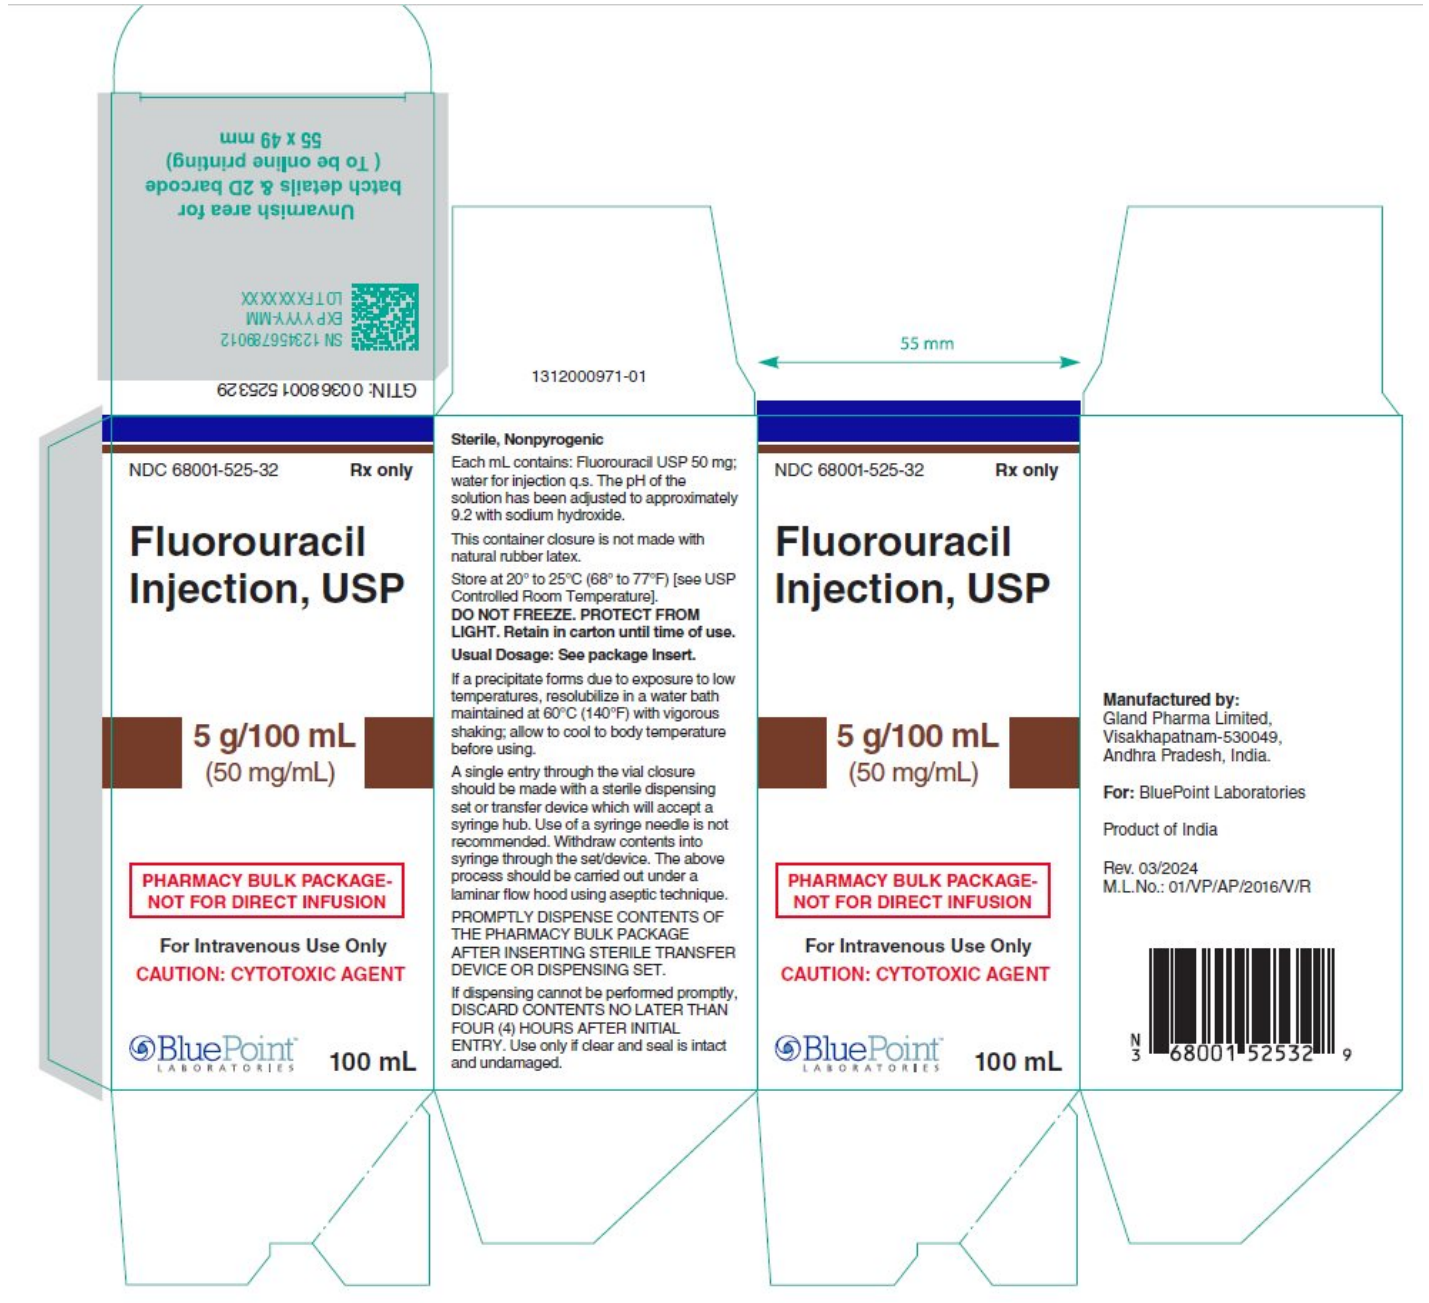 55 x 49 mm
( To be online printing)
batch details & 2D barcode
Unvarnish area for
LOT FXXXXXX
EXP YYYY-MM
SN 123456789012
GTIN: 00368001525329
NDC 68001-525-32 Rx only
Fluorouracil
Injection, USP
5 g/100 mL
(50 mg/mL)
PHARMACY BULK PACKAGE-
NOT FOR DIRECT INFUSION
For Intravenous Use Only
CAUTION: CYTOTOXIC AGENT
BluePoint™
LABORATORIES
100 mL
1312000971-01
Sterile, Nonpyrogenic
Each mL contains: Fluorouracil USP 50 mg;
water for injection q.s. The pH of the
solution has been adjusted to approximately
9.2 with sodium hydroxide.
This container closure is not made with
natural rubber latex.
Store at 20° to 25°C (68° to 77°F) [see USP
Controlled Room Temperature].
DO NOT FREEZE. PROTECT FROM
LIGHT. Retain in carton until time of use.
Usual Dosage: See package Insert.
If a precipitate forms due to exposure to low
temperatures, resolubilize in a water bath
maintained at 60°C (140°F) with vigorous
shaking; allow to cool to body temperature
before using.
A single entry through the vial closure
should be made with a sterile dispensing
set or transfer device which will accept a
syringe hub. Use of a syringe needle is not
recommended. Withdraw contents into
syringe through the set/device. The above
process should be carried out under a
laminar flow hood using aseptic technique.
PROMPTLY DISPENSE CONTENTS OF
THE PHARMACY BULK PACKAGE
AFTER INSERTING STERILE TRANSFER
DEVICE OR DISPENSING SET.
If dispensing cannot be performed promptly,
DISCARD CONTENTS NO LATER THAN
FOUR (4) HOURS AFTER INITIAL
ENTRY. Use only if clear and seal is intact
and undamaged.
55 mm
NDC 68001-525-32 Rx only
Fluorouracil
Injection, USP
5 g/100 mL
(50 mg/mL)
PHARMACY BULK PACKAGE-
NOT FOR DIRECT INFUSION
For Intravenous Use Only
CAUTION: CYTOTOXIC AGENT
BluePoint™
LABORATORIES
100 mL
Manufactured by:
Gland Pharma Limited,
Visakhapatnam-530049,
Andhra Pradesh, India.
For: BluePoint Laboratories
Product of India
Rev. 03/2024
M.L.No.: 01/VP/AP/2016/V/R
N
3 68001 52532 9